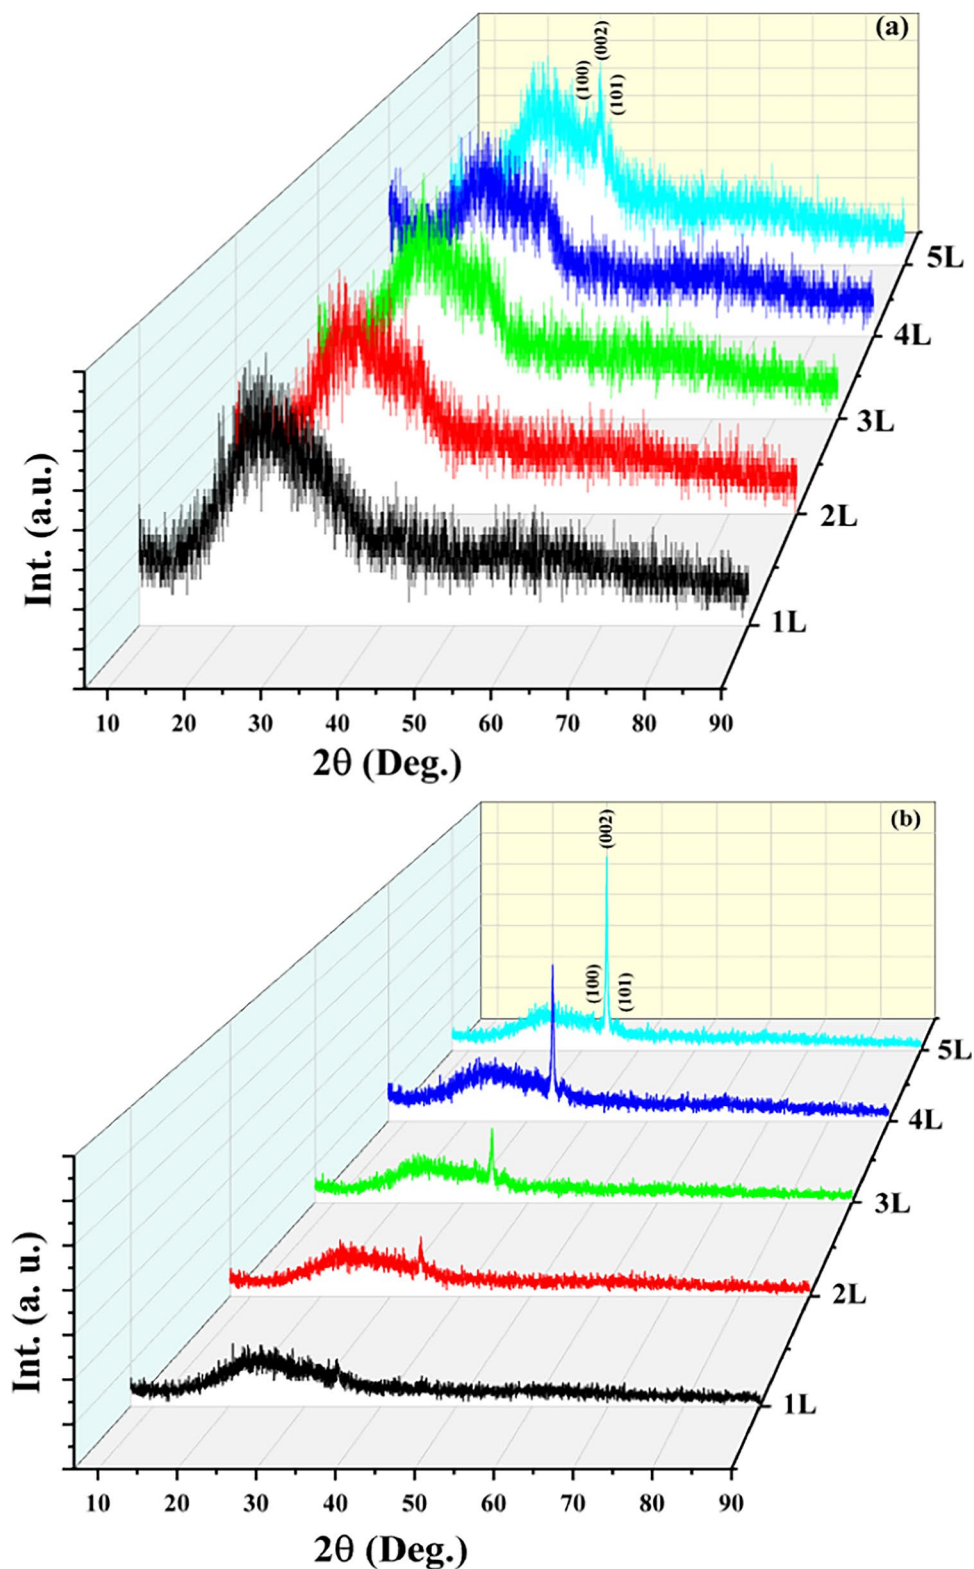 (a)
(100)
(002)
(101)
5L
4L
3L
2L
1L
Int. (a.u.)
10 20 30 40 50 60 70 80 90
2θ (Deg.)
(b)
(002)
(100)
(101)
5L
4L
3L
2L
1L
Int. (a. u.)
10 20 30 40 50 60 70 80 90
2θ (Deg.)